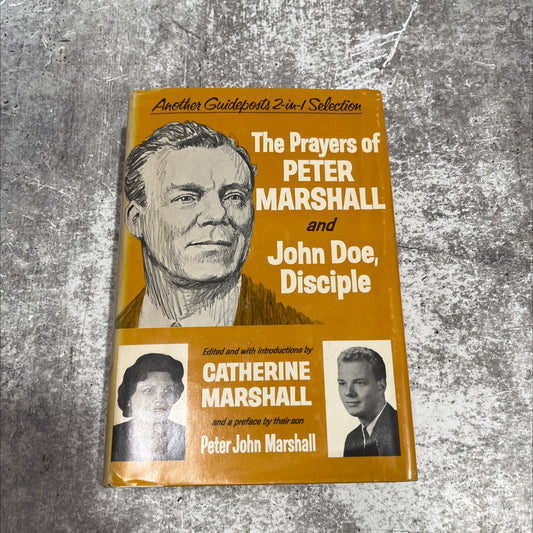 Another Guideposts 2-in-1 Selection
The Prayers of
PETER
MARSHALL
and
John Doe,
Disciple
Edited and with introductions by
CATHERINE
MARSHALL
and a preface by their son
Peter John Marshall